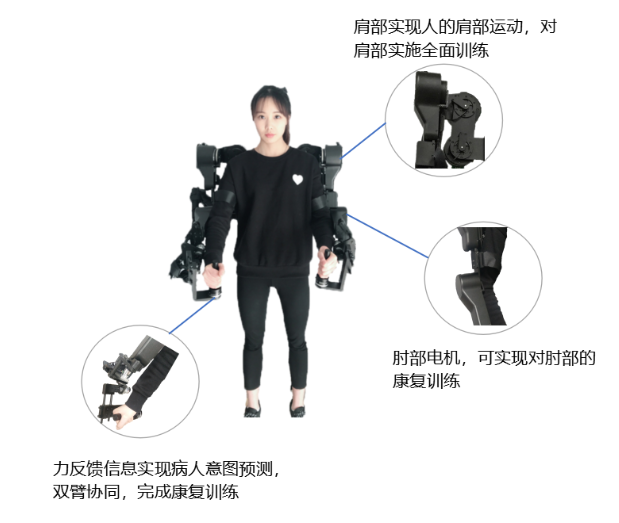 肩部实现人的肩部运动，对
肩部实施全面训练
肘部电机，可实现对肘部的
康复训练
力反馈信息实现病人意图预测，
双臂协同，完成康复训练